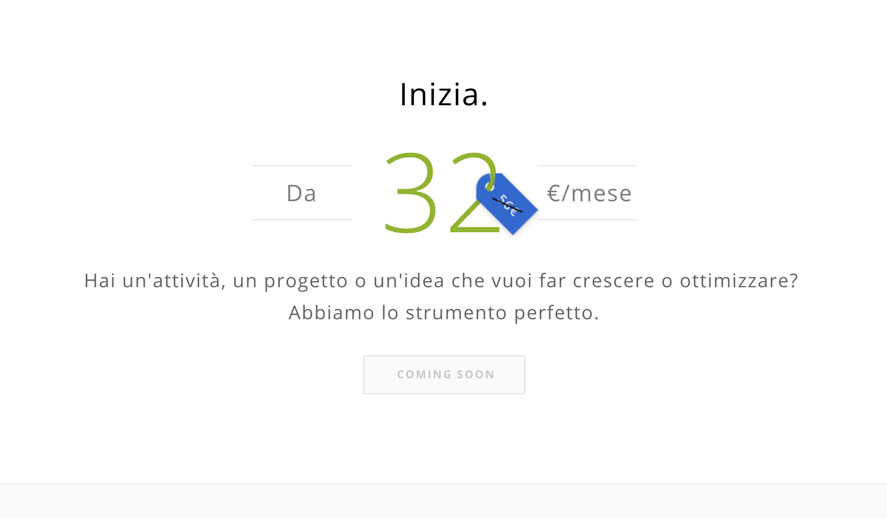 Inizia.
Da
32
56€
€/mese
Hai un'attività, un progetto o un'idea che vuoi far crescere o ottimizzare?
Abbiamo lo strumento perfetto.
COMING SOON